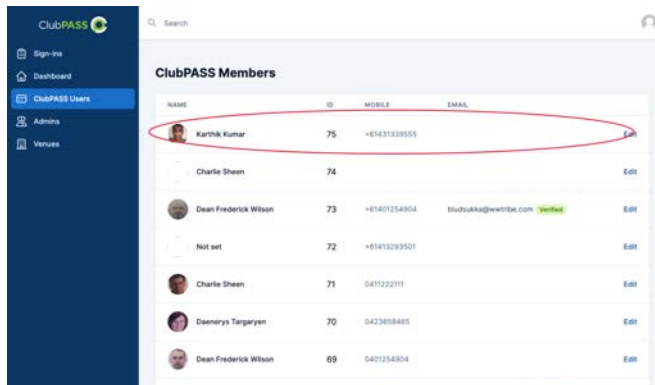 ClubPASS
Search
Sign-ins
Dashboard
ClubPASS Users
Admins
Venues
ClubPASS Members
NAME ID MOBILE EMAIL
Karthik Kumar 75 +61431339555 Edit
Charlie Sheen 74 Edit
Dean Frederick Wilson 73 +61401254904 bludsukka@wwtribe.com Verified Edit
Not set 72 +61413293501 Edit
Charlie Sheen 71 0411222111 Edit
Daenerys Targaryen 70 0423658465 Edit
Dean Frederick Wilson 69 0401254904 Edit